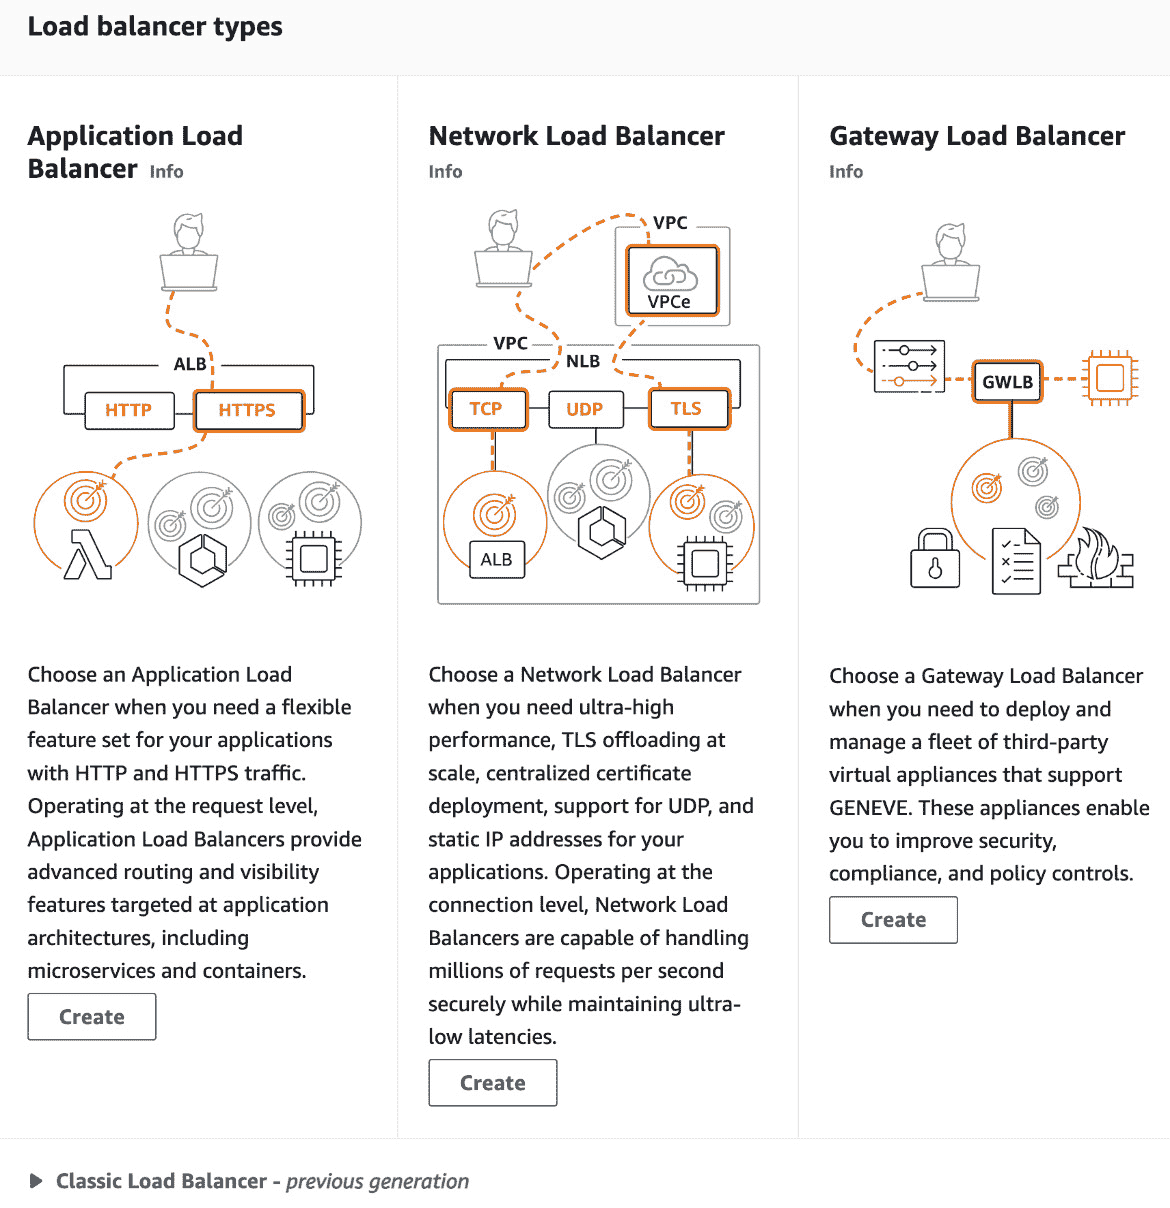 Load balancer types
Application Load
Balancer Info
ALB
HTTP
HTTPS
Choose an Application Load
Balancer when you need a flexible
feature set for your applications
with HTTP and HTTPS traffic.
Operating at the request level,
Application Load Balancers provide
advanced routing and visibility
features targeted at application
architectures, including
microservices and containers.
Create
Network Load Balancer
Info
VPC
VPCe
VPC
NLB
TCP
UDP
TLS
ALB
Choose a Network Load Balancer
when you need ultra-high
performance, TLS offloading at
scale, centralized certificate
deployment, support for UDP, and
static IP addresses for your
applications. Operating at the
connection level, Network Load
Balancers are capable of handling
millions of requests per second
securely while maintaining ultra-
low latencies.
Create
Gateway Load Balancer
Info
GWLB
Choose a Gateway Load Balancer
when you need to deploy and
manage a fleet of third-party
virtual appliances that support
GENEVE. These appliances enable
you to improve security,
compliance, and policy controls.
Create
Classic Load Balancer - previous generation